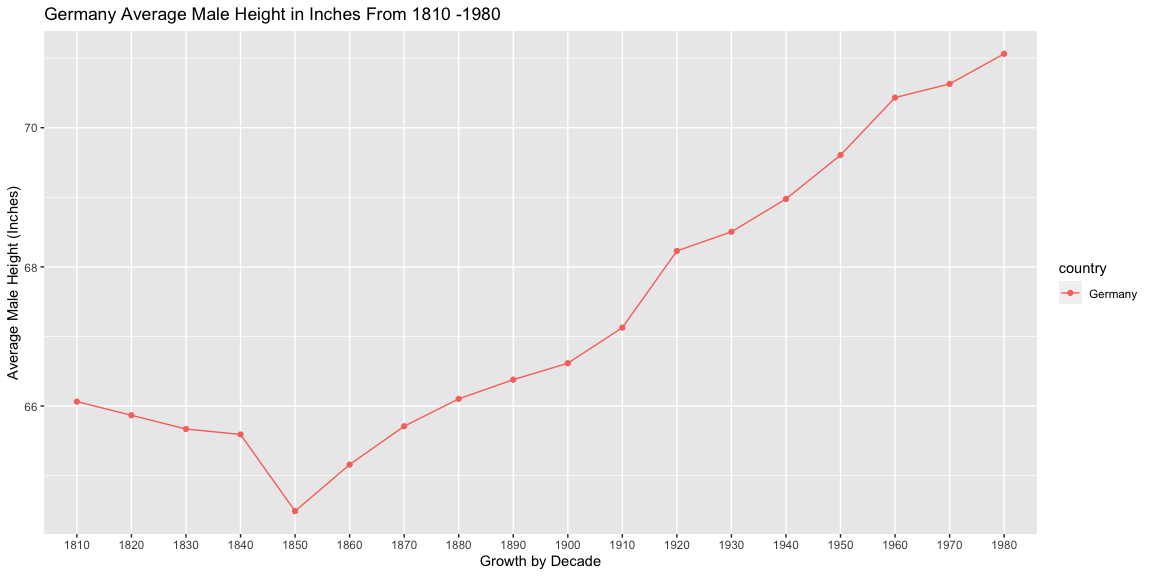 Germany Average Male Height in Inches From 1810 -1980
Average Male Height (Inches)
70
68
66
1810 1820 1830 1840 1850 1860 1870 1880 1890 1900 1910 1920 1930 1940 1950 1960 1970 1980
Growth by Decade
country
Germany